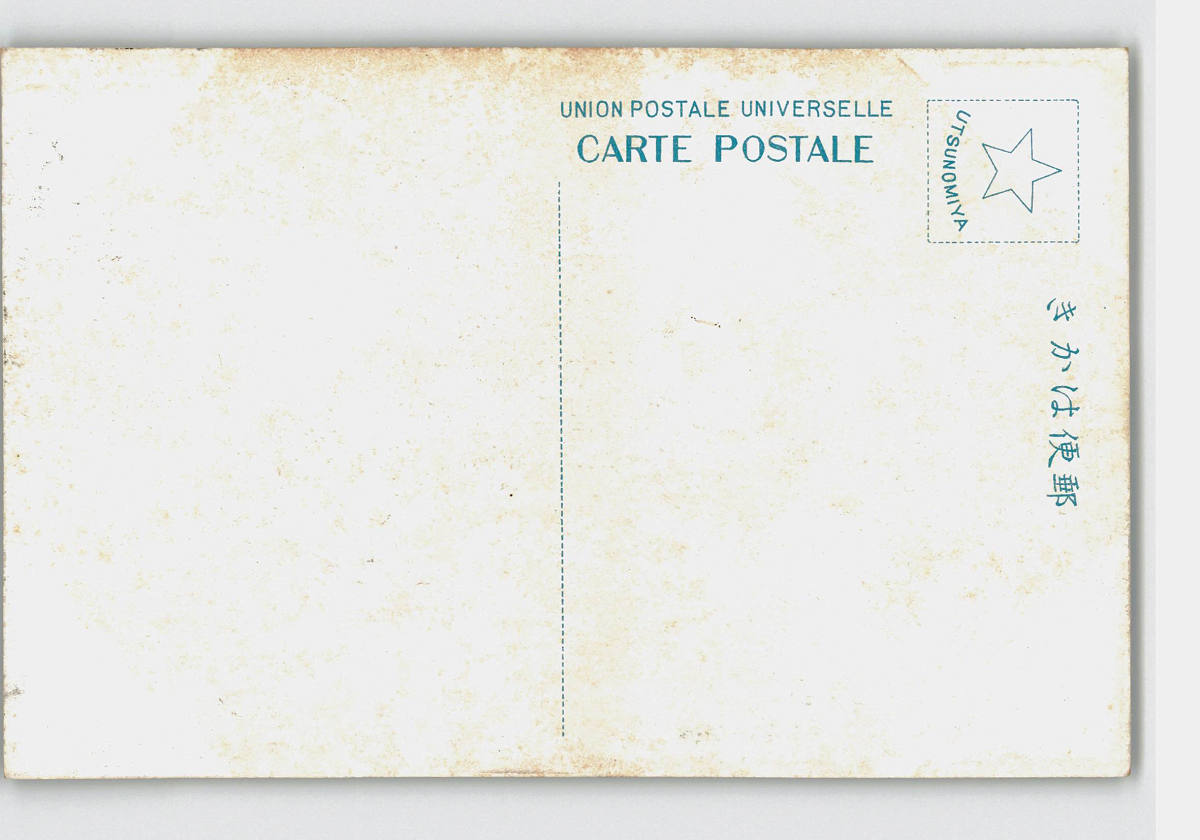 UNION POSTALE UNIVERSELLE
CARTE POSTALE
UTSUNOMIYA
郵便はかき